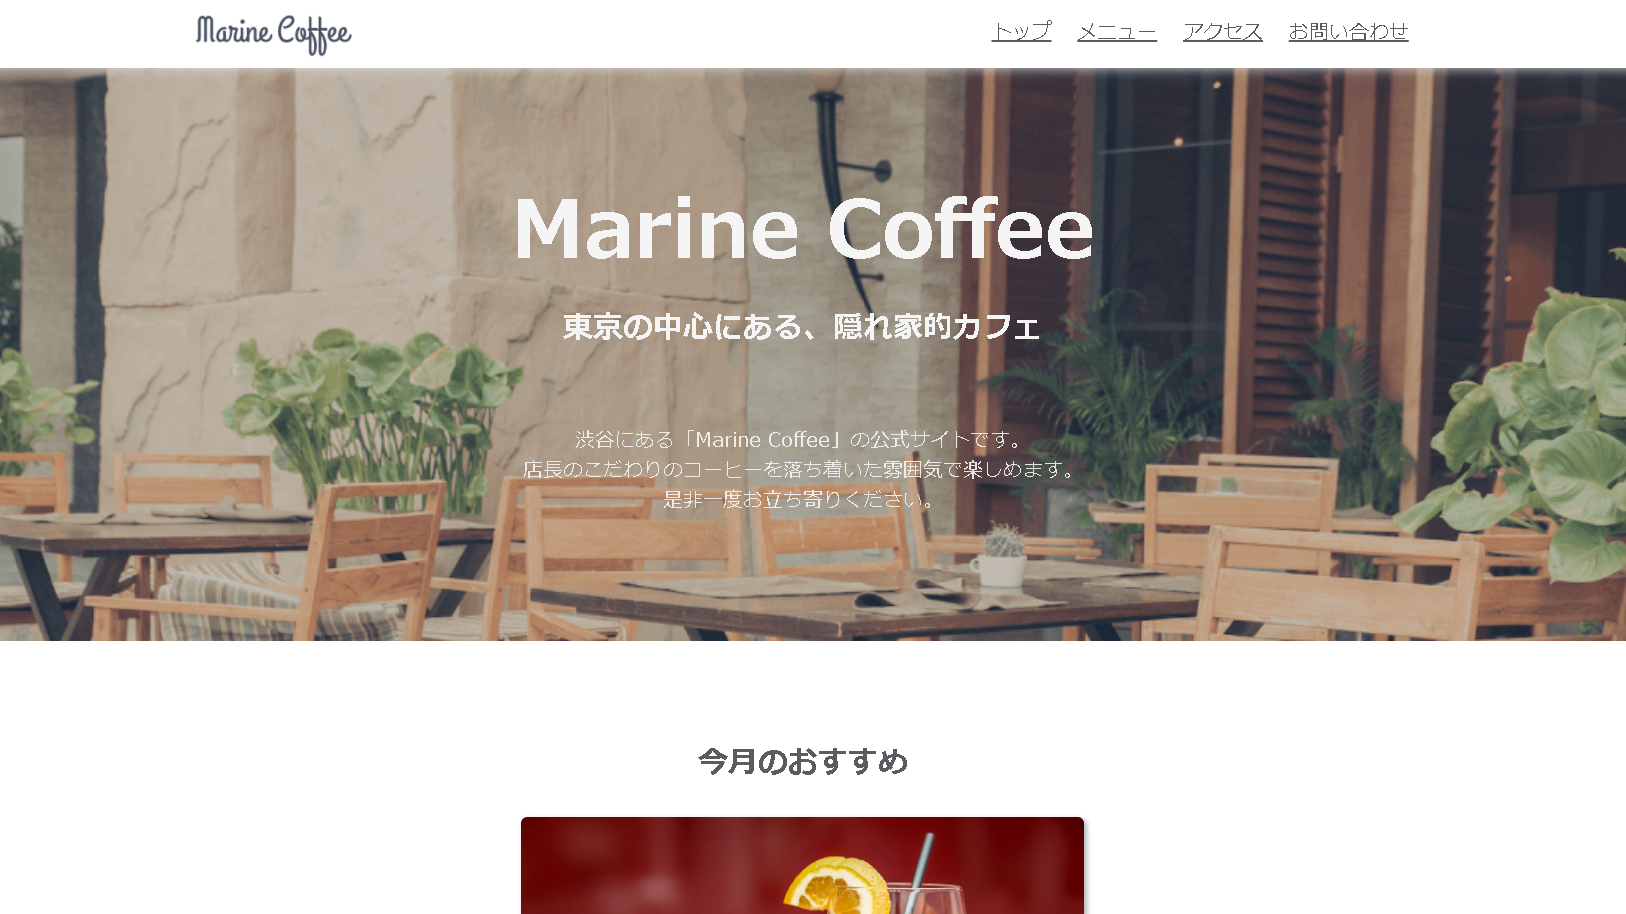 Marine Coffee
トップ メニュー アクセス お問い合わせ
Marine Coffee
東京の中心にある、隠れ家的カフェ
渋谷にある「Marine Coffee」の公式サイトです。
店長のこだわりのコーヒーを落ち着いた雰囲気で楽しめます。
是非一度お立ち寄りください。
今月のおすすめ